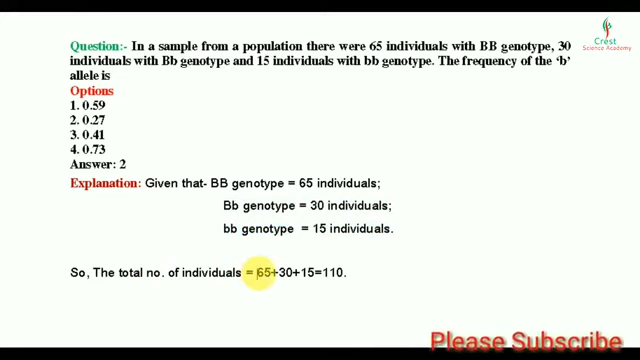 Crest
Science Academy
Question:- In a sample from a population there were 65 individuals with BB genotype, 30
individuals with Bb genotype and 15 individuals with bb genotype. The frequency of the ‘b’
allele is
Options
1. 0.59
2. 0.27
3. 0.41
4. 0.73
Answer: 2
Explanation: Given that- BB genotype = 65 individuals;
Bb genotype = 30 individuals;
bb genotype = 15 individuals.
So, The total no. of individuals = 65+30+15=110.
Please Subscribe